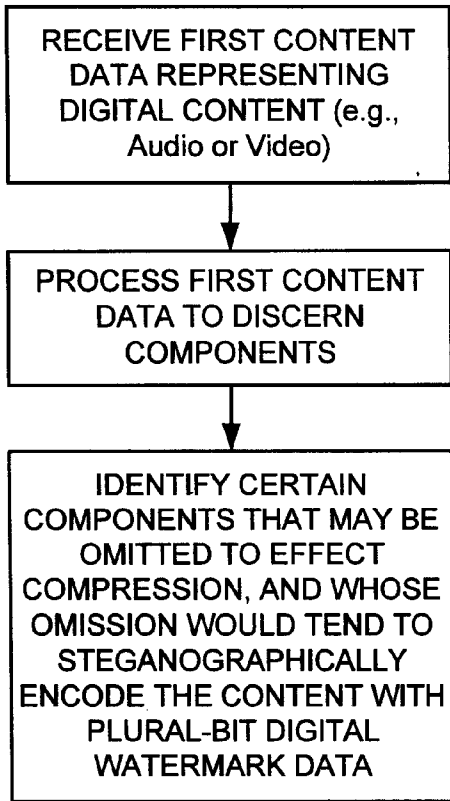 RECEIVE FIRST CONTENT
DATA REPRESENTING
DIGITAL CONTENT (e.g.,
Audio or Video)
PROCESS FIRST CONTENT
DATA TO DISCERN
COMPONENTS
IDENTIFY CERTAIN
COMPONENTS THAT MAY BE
OMITTED TO EFFECT
COMPRESSION, AND WHOSE
OMISSION WOULD TEND TO
STEGANOGRAPHICALLY
ENCODE THE CONTENT WITH
PLURAL-BIT DIGITAL
WATERMARK DATA